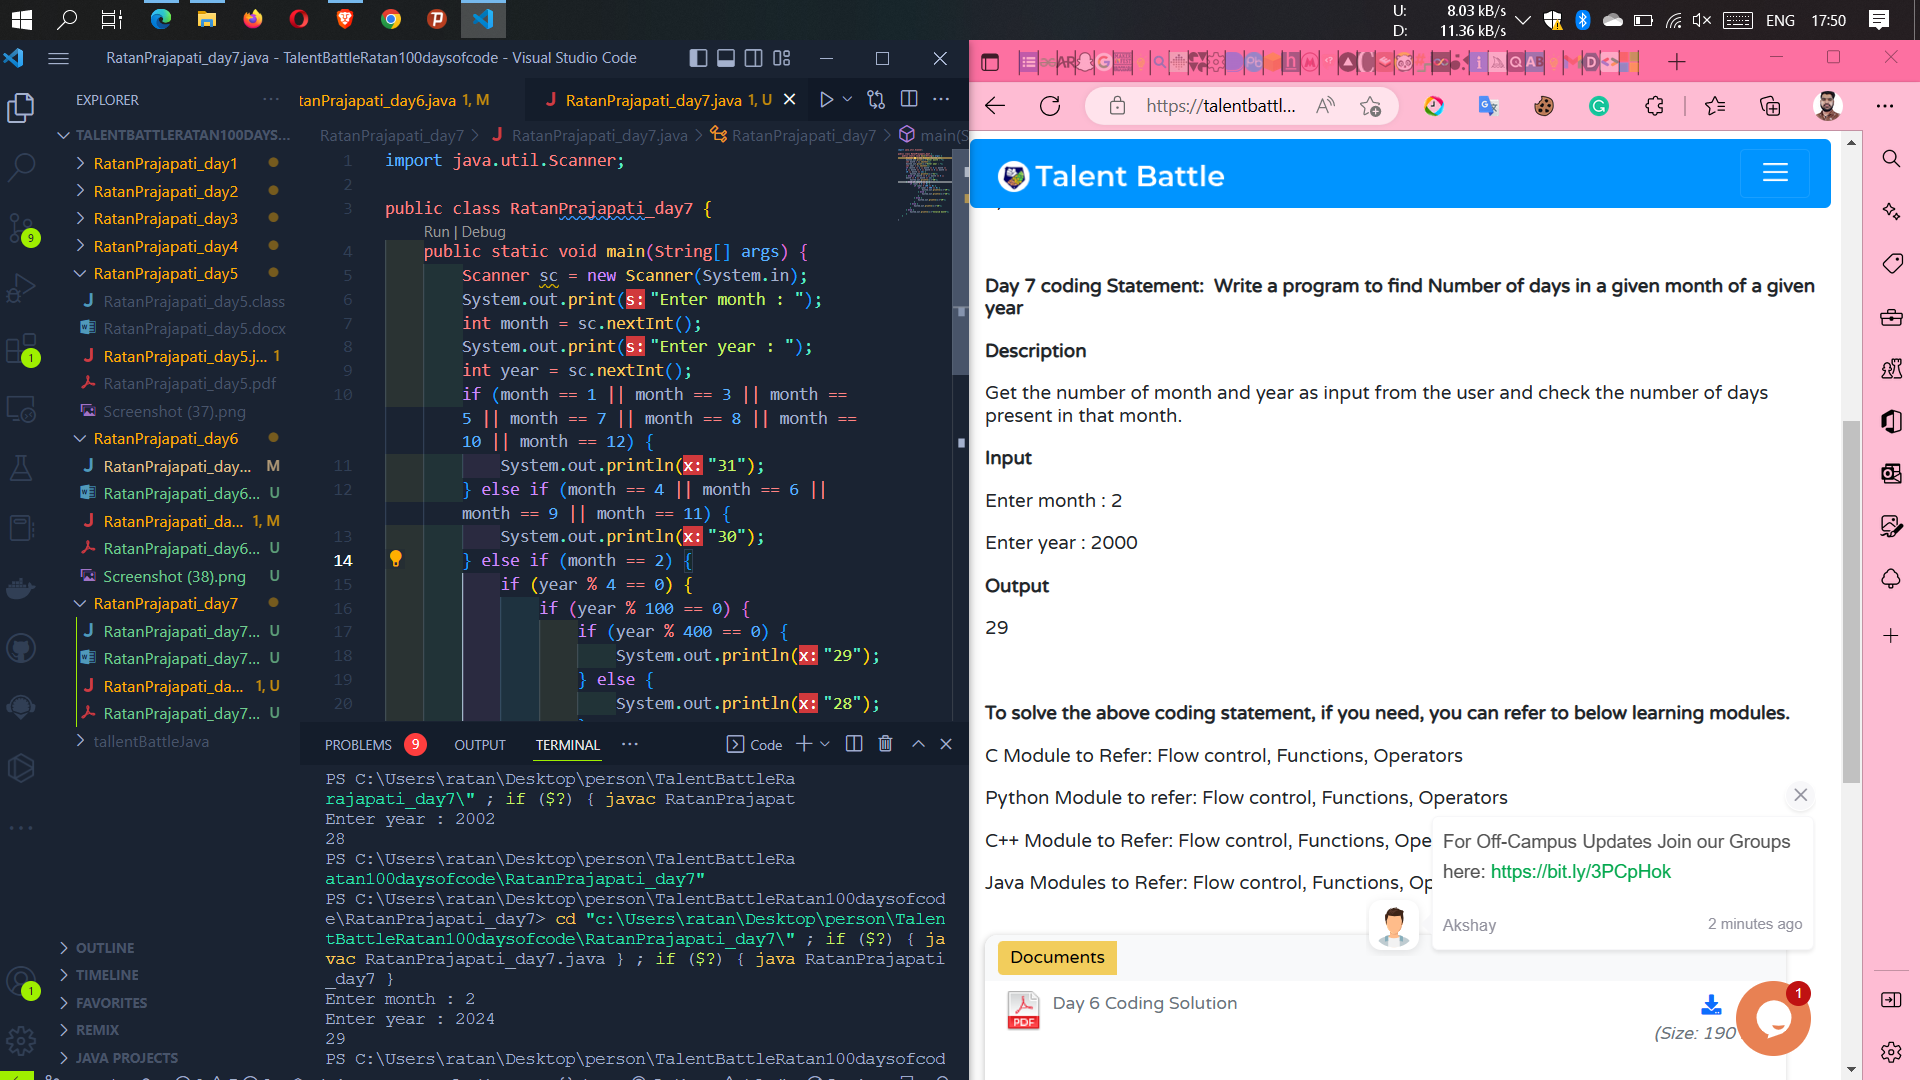 U: 8.03 kB/s
D: 11.36 kB/s
ENG 17:50
RatanPrajapati_day7.java - TalentBattleRatan100daysofcode - Visual Studio Code
EXPLORER
tanPrajapati_day6.java 1, M
RatanPrajapati_day7.java 1, U
TALENTBATTLERATAN100DAYS...
RatanPrajapati_day1
RatanPrajapati_day2
RatanPrajapati_day3
RatanPrajapati_day4
RatanPrajapati_day5
RatanPrajapati_day5.class
RatanPrajapati_day5.docx
RatanPrajapati_day5.j... 1
RatanPrajapati_day5.pdf
Screenshot (37).png
RatanPrajapati_day6
RatanPrajapati_day... M
RatanPrajapati_day6... U
RatanPrajapati_da... 1, M
RatanPrajapati_day6... U
Screenshot (38).png U
RatanPrajapati_day7
RatanPrajapati_day7... U
RatanPrajapati_day7... U
RatanPrajapati_da... 1, U
RatanPrajapati_day7... U
tallentBattleJava
OUTLINE
TIMELINE
FAVORITES
REMIX
JAVA PROJECTS
9
1
1
RatanPrajapati_day7 > RatanPrajapati_day7.java > RatanPrajapati_day7 > main(S
1 import java.util.Scanner;
2
3 public class RatanPrajapati_day7 {
Run | Debug
4 public static void main(String[] args) {
5 Scanner sc = new Scanner(System.in);
6 System.out.print(s: "Enter month : ");
7 int month = sc.nextInt();
8 System.out.print(s: "Enter year : ");
9 int year = sc.nextInt();
10 if (month == 1 || month == 3 || month ==
5 || month == 7 || month == 8 || month ==
10 || month == 12) {
11 System.out.println(x: "31");
12 } else if (month == 4 || month == 6 ||
month == 9 || month == 11) {
13 System.out.println(x: "30");
14 } else if (month == 2) {
15 if (year % 4 == 0) {
16 if (year % 100 == 0) {
17 if (year % 400 == 0) {
18 System.out.println(x: "29");
19 } else {
20 System.out.println(x: "28");
PROBLEMS 9 OUTPUT TERMINAL ··· Code
PS C:\Users\ratan\Desktop\person\TalentBattleRa
rajapati_day7\" ; if ($?) { javac RatanPrajapat
Enter year : 2002
28
PS C:\Users\ratan\Desktop\person\TalentBattleRa
atan100daysofcode\RatanPrajapati_day7"
PS C:\Users\ratan\Desktop\person\TalentBattleRatan100daysofcod
e\RatanPrajapati_day7> cd "c:\Users\ratan\Desktop\person\Talen
tBattleRatan100daysofcode\RatanPrajapati_day7\" ; if ($?) { ja
vac RatanPrajapati_day7.java } ; if ($?) { java RatanPrajapati
_day7 }
Enter month : 2
Enter year : 2024
29
PS C:\Users\ratan\Desktop\person\TalentBattleRatan100daysofcod
https://talentbattl...
Talent Battle
Day 7 coding Statement: Write a program to find Number of days in a given month of a given
year
Description
Get the number of month and year as input from the user and check the number of days
present in that month.
Input
Enter month : 2
Enter year : 2000
Output
29
To solve the above coding statement, if you need, you can refer to below learning modules.
C Module to Refer: Flow control, Functions, Operators
Python Module to refer: Flow control, Functions, Operators
C++ Module to Refer: Flow control, Functions, Ope
Java Modules to Refer: Flow control, Functions, Op
For Off-Campus Updates Join our Groups
here: https://bit.ly/3PCpHok
Akshay 2 minutes ago
Documents
PDF Day 6 Coding Solution
(Size: 190
1